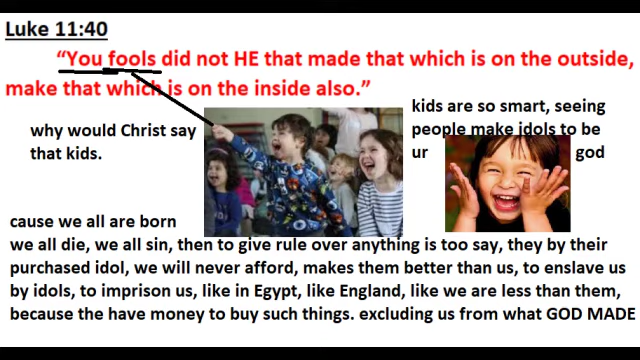 Luke 11:40
“You fools did not HE that made that which is on the outside,
make that which is on the inside also.”
kids are so smart, seeing
people make idols to be
ur god
why would Christ say
that kids.
cause we all are born
we all die, we all sin, then to give rule over anything is too say, they by their
purchased idol, we will never afford, makes them better than us, to enslave us
by idols, to imprison us, like in Egypt, like England, like we are less than them,
because the have money to buy such things. excluding us from what GOD MADE